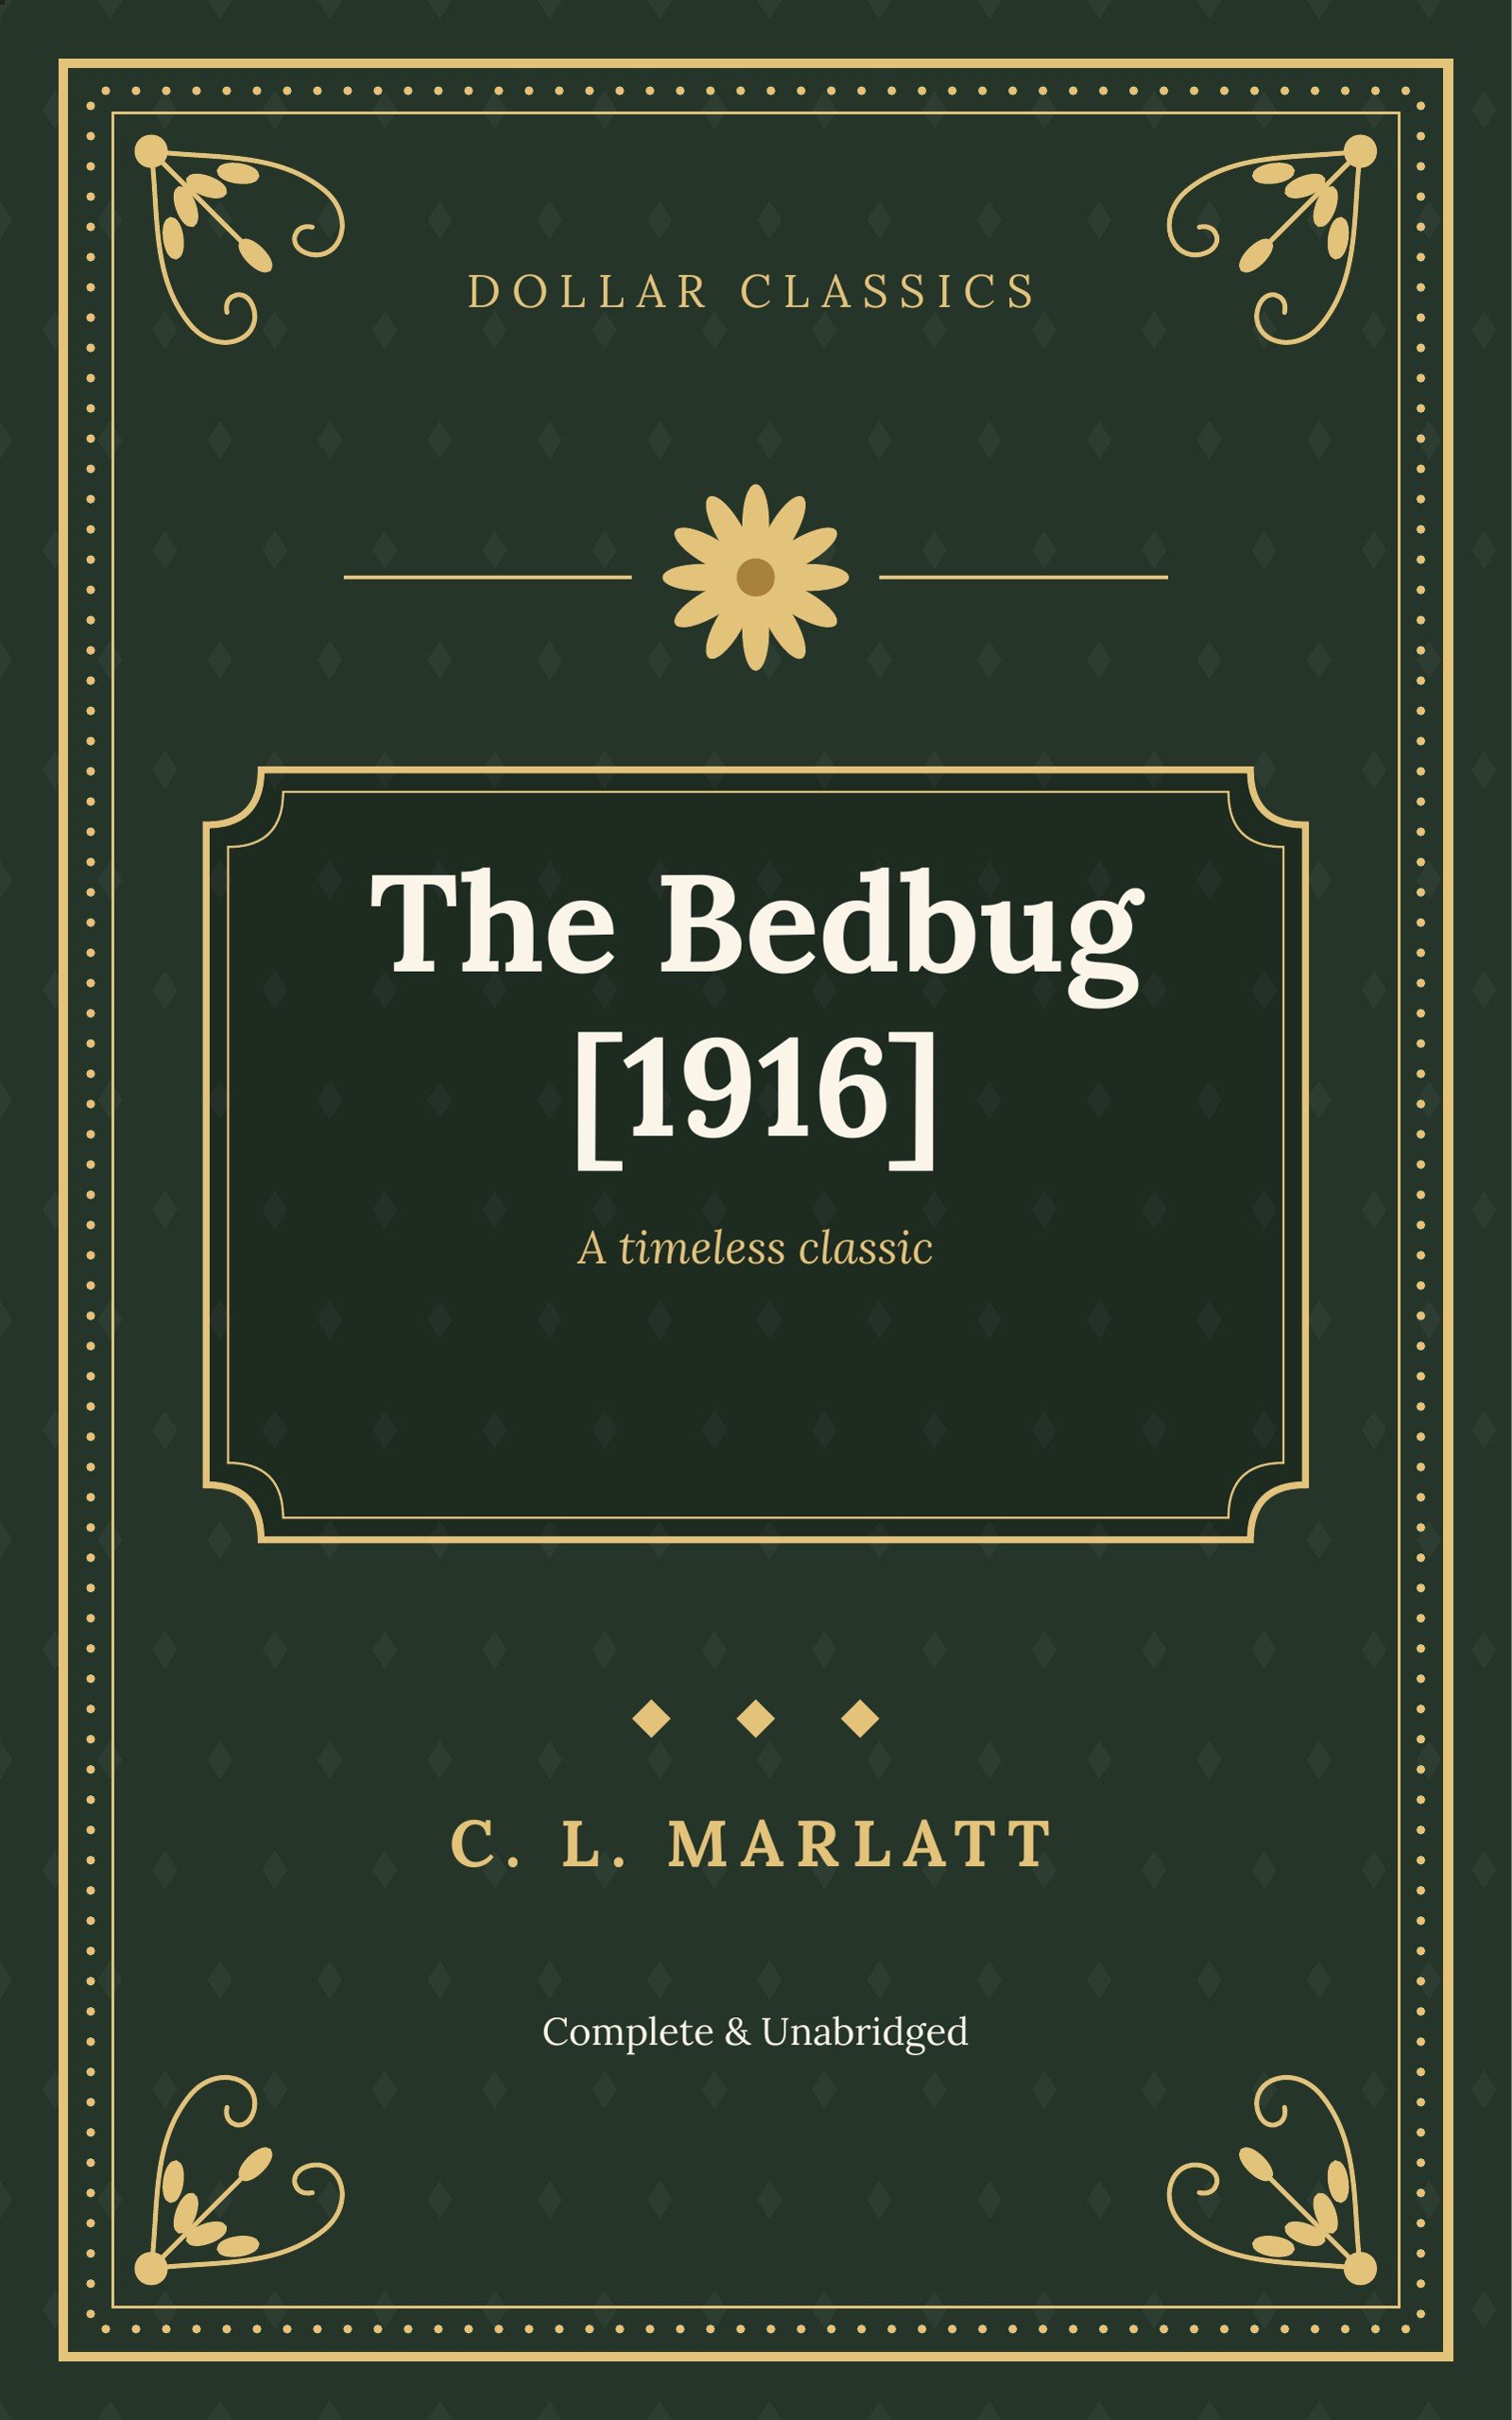 DOLLAR CLASSICS
The Bedbug
[1916]
A timeless classic
C. L. MARLATT
Complete & Unabridged